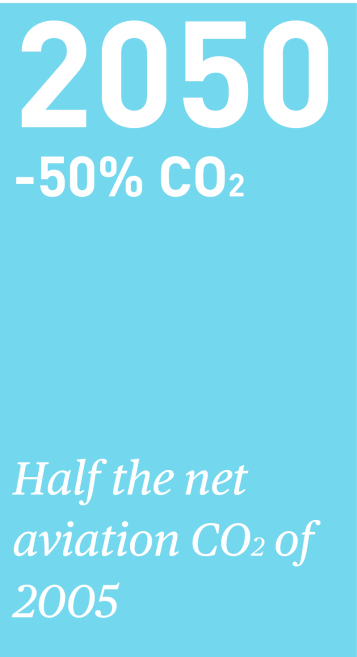 2050
-50% CO₂
Half the net
aviation CO₂ of
2005